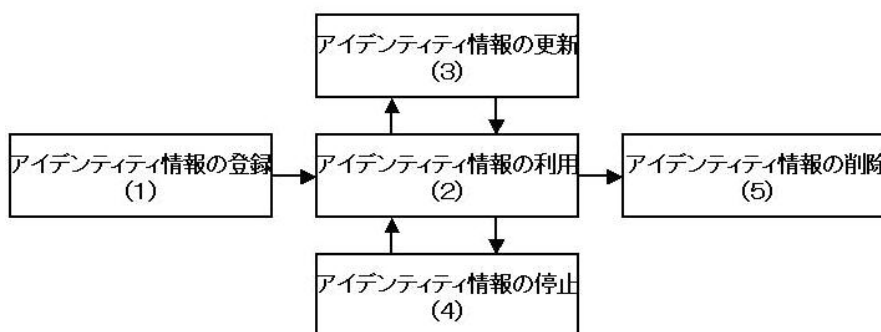 アイデンティティ情報の更新
(3)
アイデンティティ情報の登録
(1)
アイデンティティ情報の利用
(2)
アイデンティティ情報の削除
(5)
アイデンティティ情報の停止
(4)